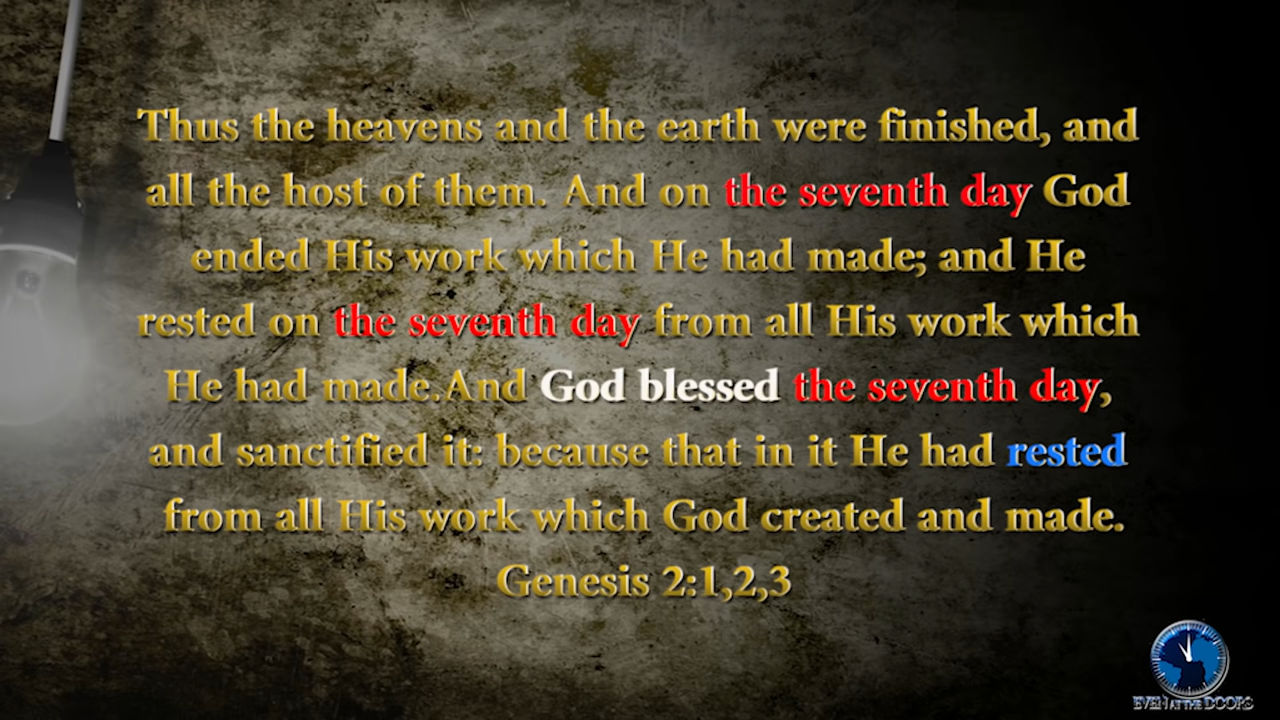 Thus the heavens and the earth were finished, and
all the host of them. And on the seventh day God
ended His work which He had made; and He
rested on the seventh day from all His work which
He had made.And God blessed the seventh day,
and sanctified it: because that in it He had rested
from all His work which God created and made.
Genesis 2:1,2,3
EVEN AT THE DOORS